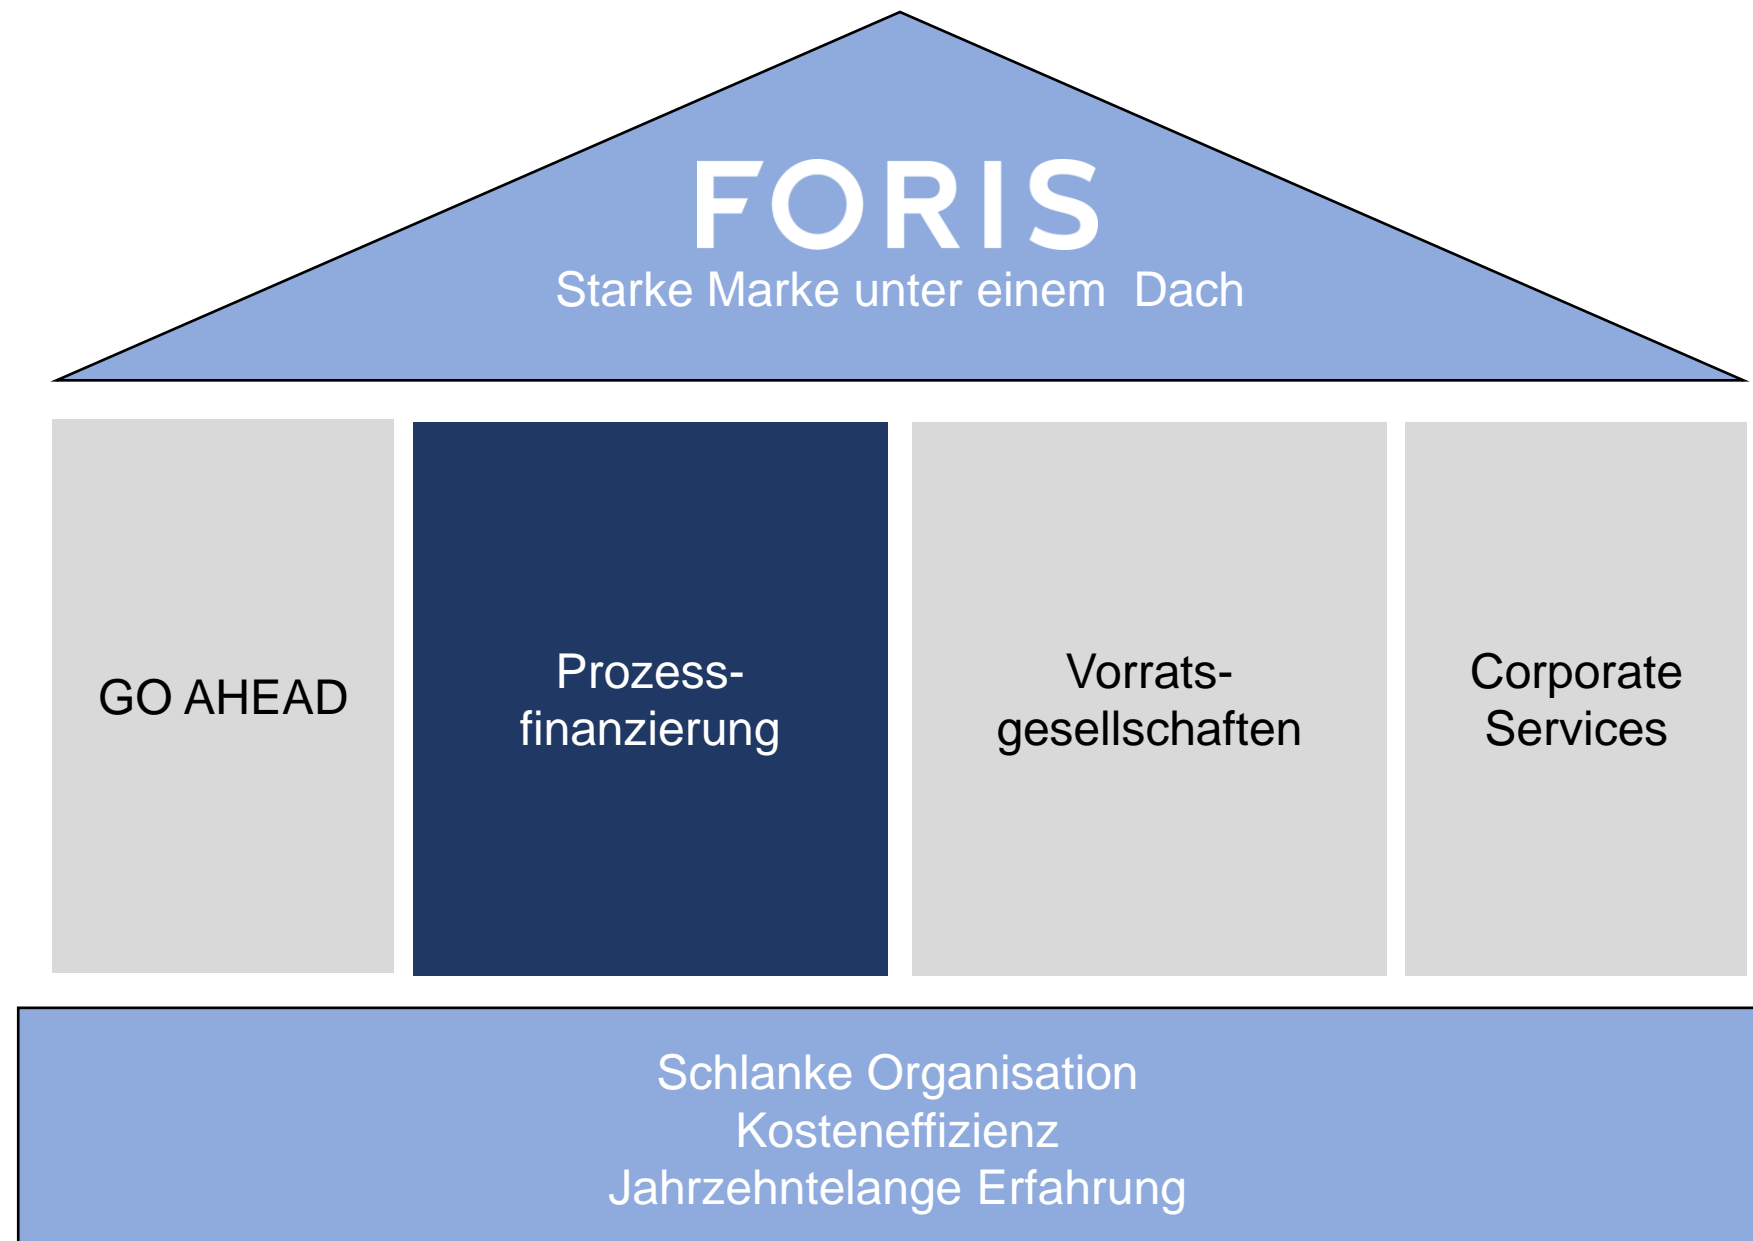 FORIS
Starke Marke unter einem Dach
GO AHEAD
Prozess-
finanzierung
Vorrats-
gesellschaften
Corporate
Services
Schlanke Organisation
Kosteneffizienz
Jahrzehntelange Erfahrung